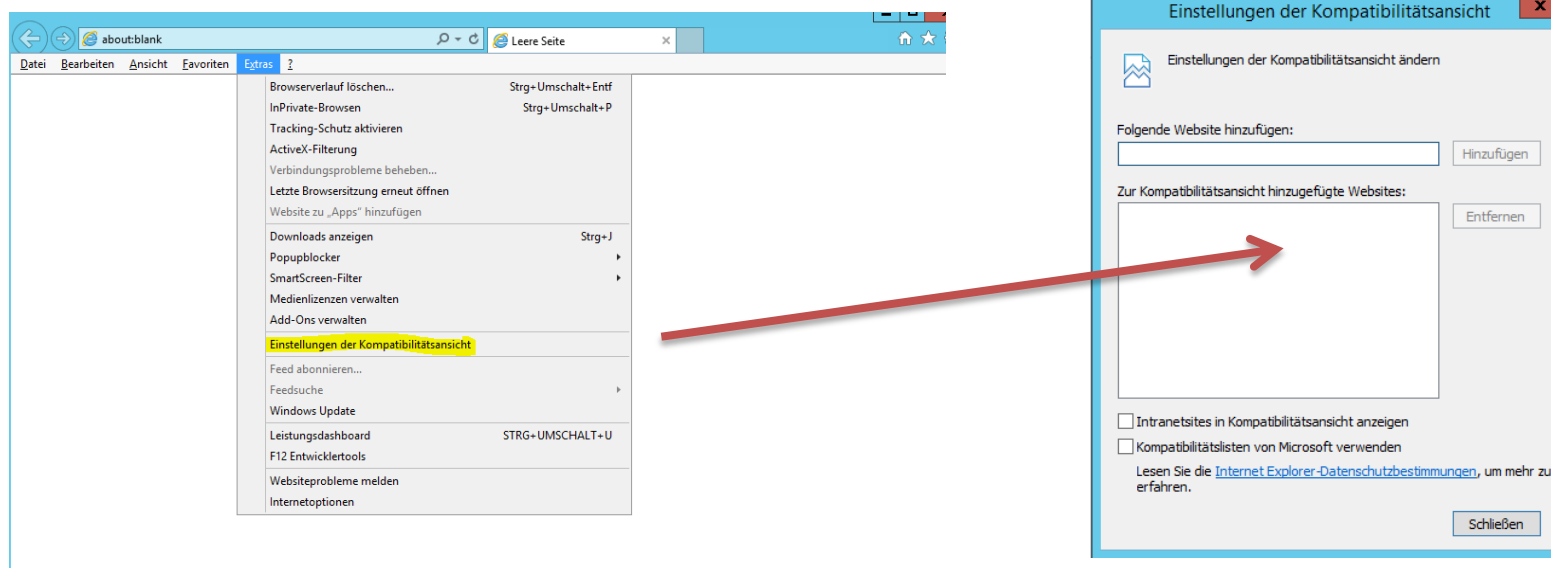 about:blank
Leere Seite
Datei Bearbeiten Ansicht Favoriten Extras ?
Browserverlauf löschen... Strg+Umschalt+Entf
InPrivate-Browsen Strg+Umschalt+P
Tracking-Schutz aktivieren
ActiveX-Filterung
Verbindungsprobleme beheben...
Letzte Browsersitzung erneut öffnen
Website zu „Apps“ hinzufügen
Downloads anzeigen Strg+J
Popupblocker
SmartScreen-Filter
Medienlizenzen verwalten
Add-Ons verwalten
Einstellungen der Kompatibilitätsansicht
Feed abonnieren...
Feedsuche
Windows Update
Leistungsdashboard STRG+UMSCHALT+U
F12 Entwicklertools
Websiteprobleme melden
Internetoptionen
Einstellungen der Kompatibilitätsansicht
Einstellungen der Kompatibilitätsansicht ändern
Folgende Website hinzufügen:
Hinzufügen
Zur Kompatibilitätsansicht hinzugefügte Websites:
Entfernen
Intranetsites in Kompatibilitätsansicht anzeigen
Kompatibilitätslisten von Microsoft verwenden
Lesen Sie die Internet Explorer-Datenschutzbestimmungen, um mehr zu
erfahren.
Schließen